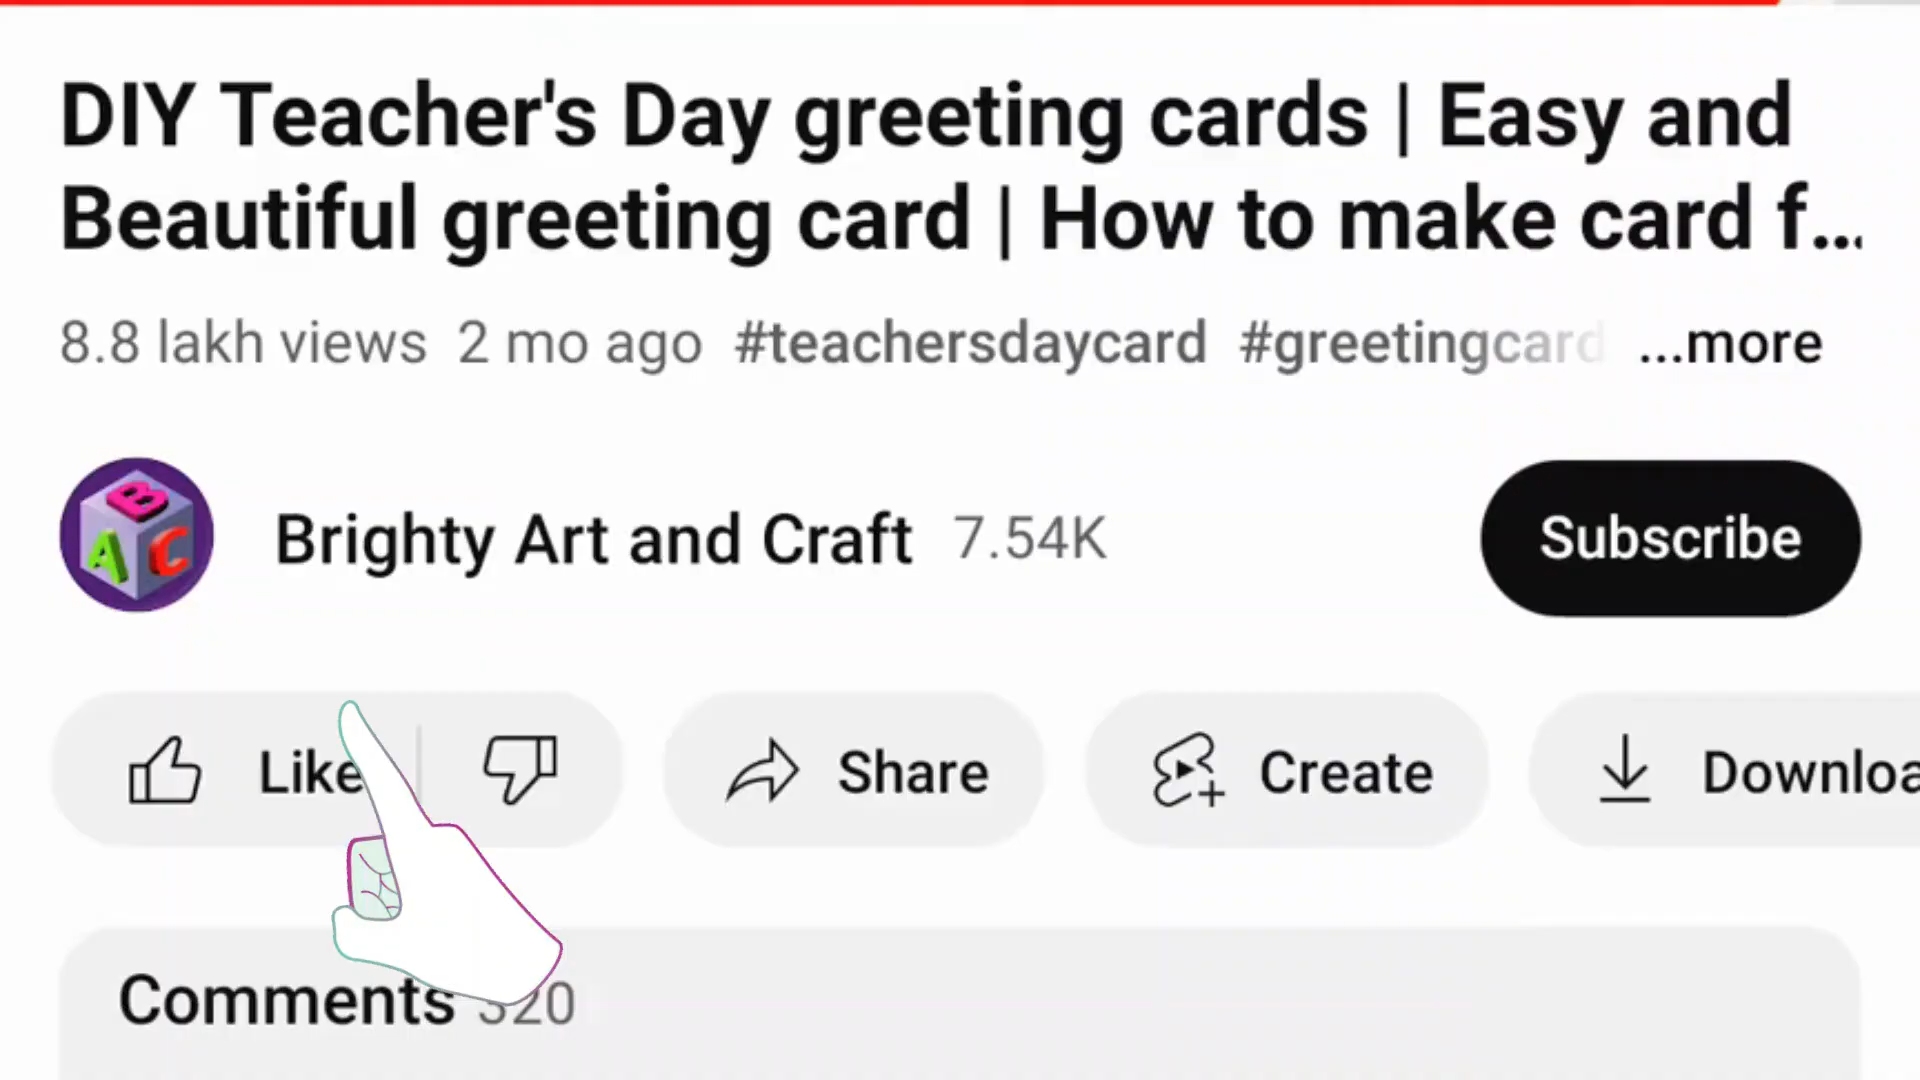 DIY Teacher's Day greeting cards | Easy and
Beautiful greeting card | How to make card f...
8.8 lakh views 2 mo ago #teachersdaycard #greetingcard ...more
B
A C
Brighty Art and Craft 7.54K
Subscribe
Like
Share
Create
Downloa
Comments 320